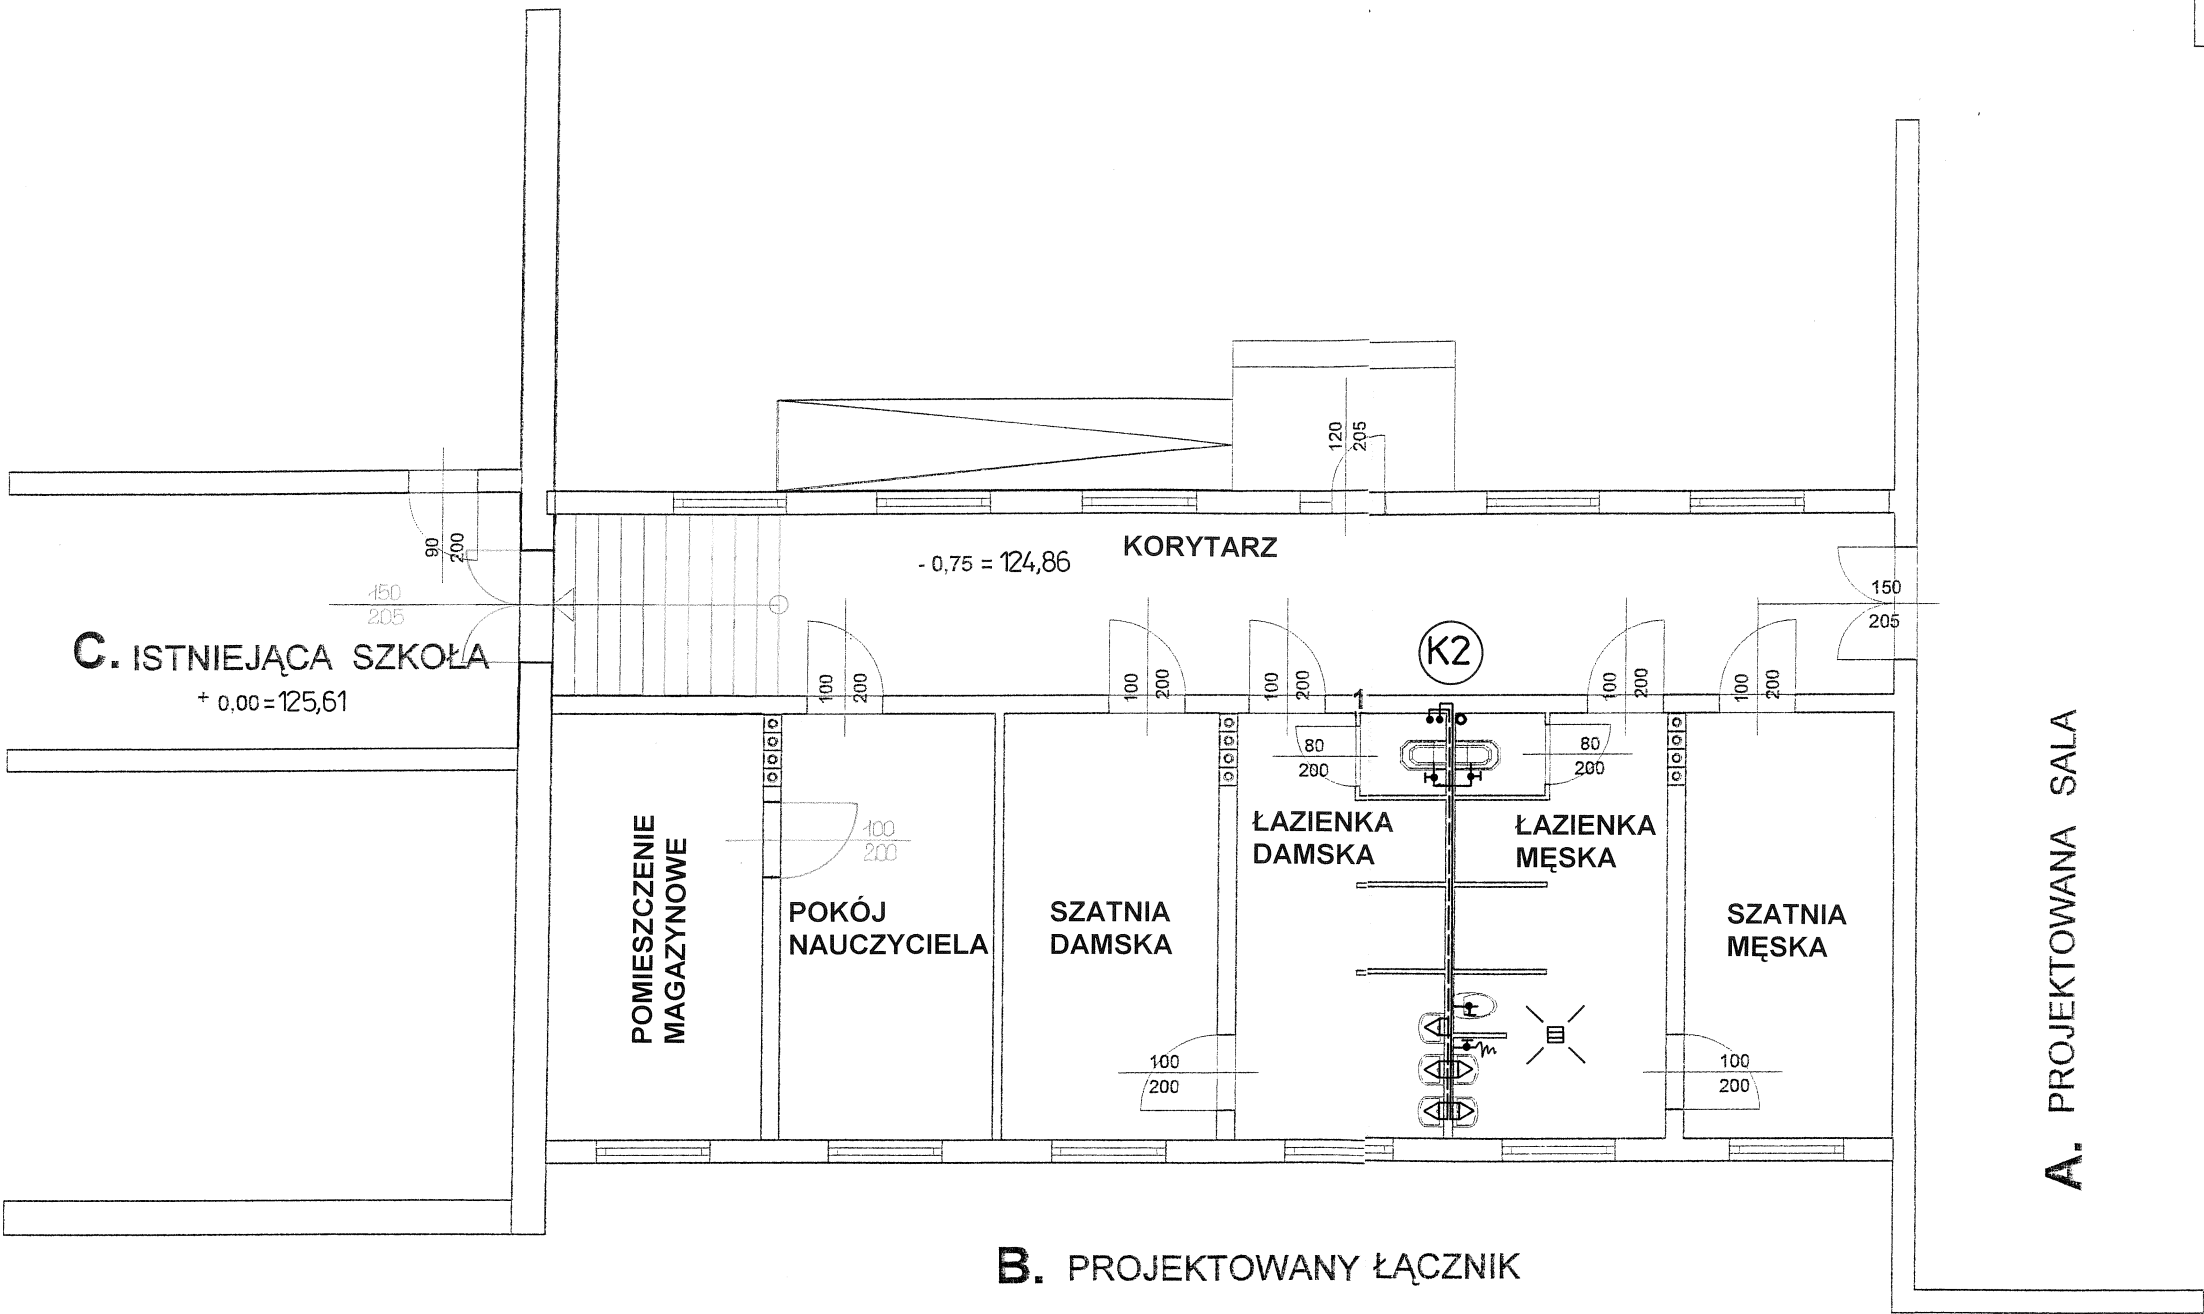 120
205
90
200
KORYTARZ
- 0,75 = 124,86
150
205
150
205
C. ISTNIEJĄCA SZKOŁA
+ 0,00 = 125,61
K2
100
200
100
200
100
200
100
200
100
200
1
80
200
80
200
100
200
ŁAZIENKA
DAMSKA
ŁAZIENKA
MĘSKA
POMIESZCZENIE
MAGAZYNOWE
POKÓJ
NAUCZYCIELA
SZATNIA
DAMSKA
SZATNIA
MĘSKA
100
200
100
200
A. PROJEKTOWANA SALA
B. PROJEKTOWANY ŁĄCZNIK